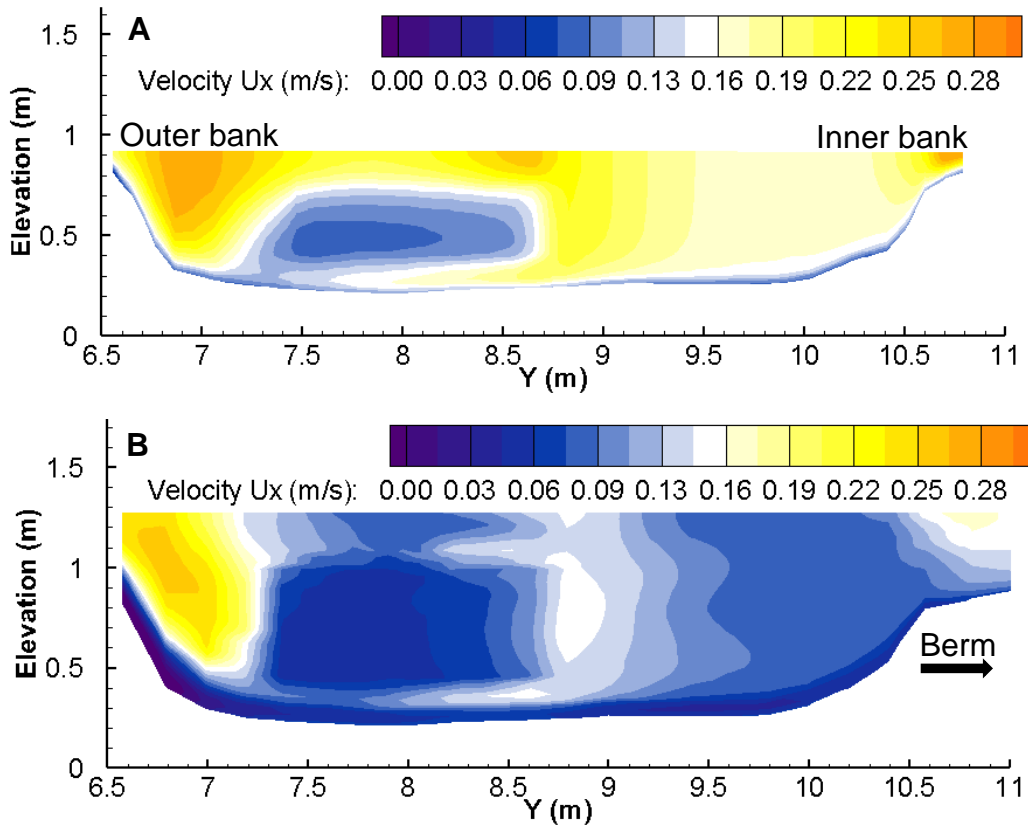 A
1.5
Velocity Ux (m/s): 0.00 0.03 0.06 0.09 0.13 0.16 0.19 0.22 0.25 0.28
Elevation (m)
1
Outer bank
Inner bank
0.5
0
6.5 7 7.5 8 8.5 9 9.5 10 10.5 11
Y (m)
B
1.5
Velocity Ux (m/s): 0.00 0.03 0.06 0.09 0.13 0.16 0.19 0.22 0.25 0.28
Elevation (m)
1
Berm
0.5
0
6.5 7 7.5 8 8.5 9 9.5 10 10.5 11
Y (m)